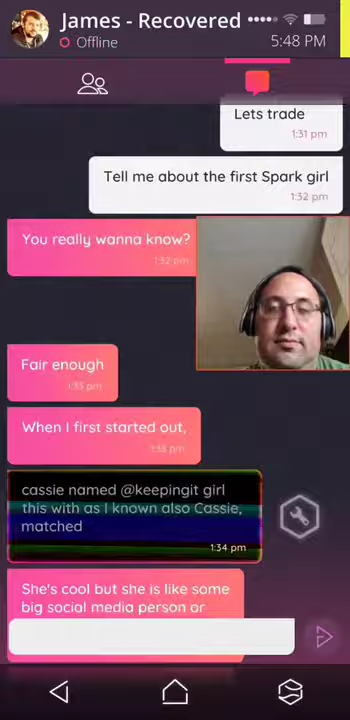 James - Recovered
Offline
5:48 PM
Lets trade
1:31 pm
Tell me about the first Spark girl
1:32 pm
You really wanna know?
1:32 pm
Fair enough
1:33 pm
When I first started out,
1:33 pm
cassie named @keepingit girl
this with as I known also Cassie,
matched
1:34 pm
She's cool but she is like some
big social media person or